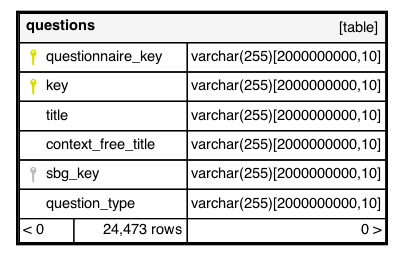 questions [table]
questionnaire_key varchar(255)[2000000000,10]
key varchar(255)[2000000000,10]
title varchar(255)[2000000000,10]
context_free_title varchar(255)[2000000000,10]
sbg_key varchar(255)[2000000000,10]
question_type varchar(255)[2000000000,10]
< 0 24,473 rows 0 >